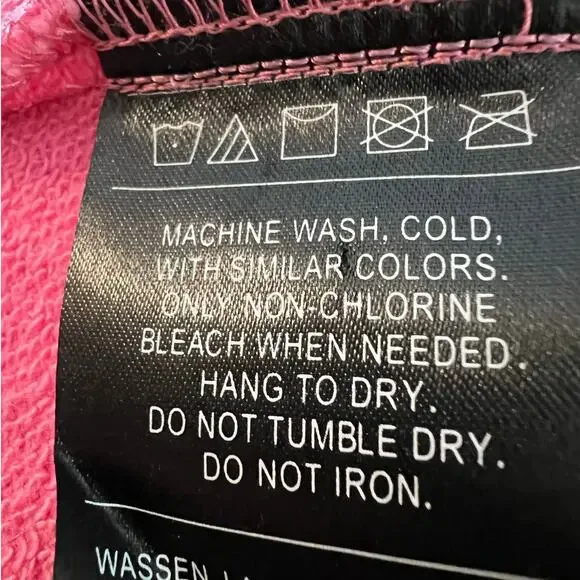 MACHINE WASH, COLD,
WITH SIMILAR COLORS.
ONLY NON-CHLORINE
BLEACH WHEN NEEDED.
HANG TO DRY.
DO NOT TUMBLE DRY.
DO NOT IRON.
WASSEN